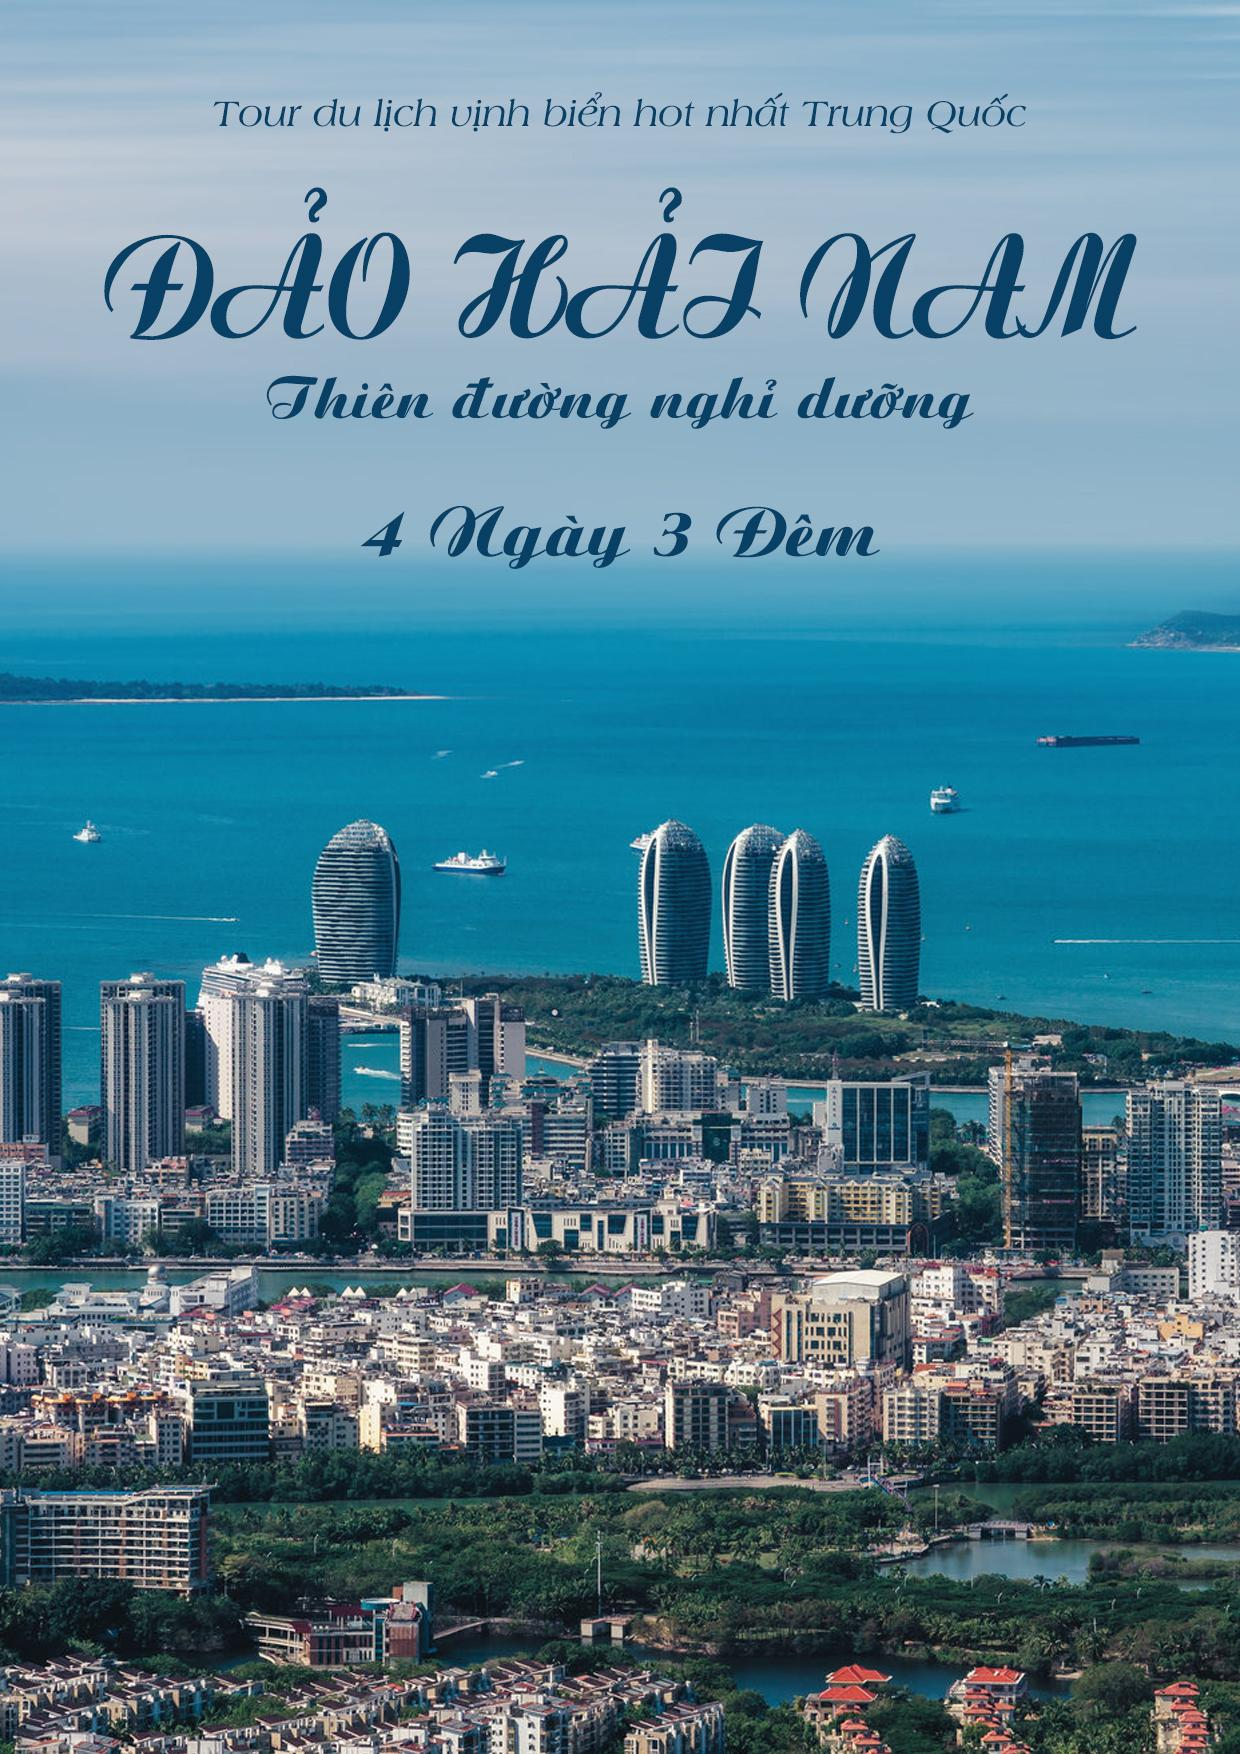 Tour du lịch vịnh biển hot nhất Trung Quốc
ĐẢO HẢI NAM
Thiên đường nghỉ dưỡng
4 Ngày 3 Đêm